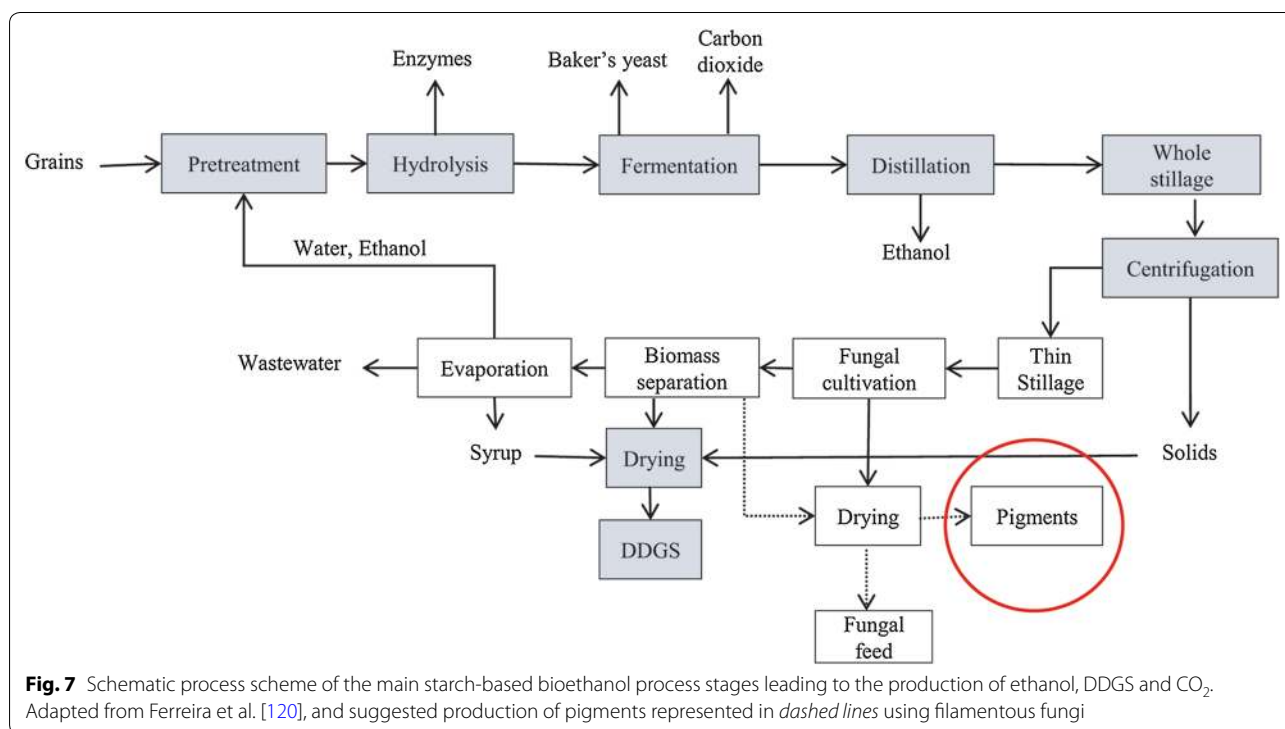 Enzymes
Baker's yeast
Carbon
dioxide
Grains
Pretreatment
Hydrolysis
Fermentation
Distillation
Whole
stillage
Water, Ethanol
Ethanol
Centrifugation
Wastewater
Evaporation
Biomass
separation
Fungal
cultivation
Thin
Stillage
Syrup
Drying
Solids
Drying
Pigments
DDGS
Fungal
feed
Fig. 7 Schematic process scheme of the main starch-based bioethanol process stages leading to the production of ethanol, DDGS and CO₂.
Adapted from Ferreira et al. [120], and suggested production of pigments represented in dashed lines using filamentous fungi